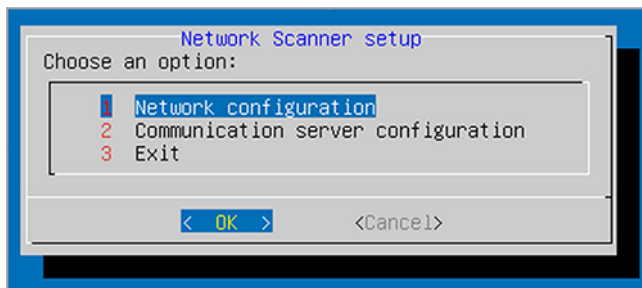 Network Scanner setup
Choose an option:
1 Network configuration
2 Communication server configuration
3 Exit
< OK > <Cancel>